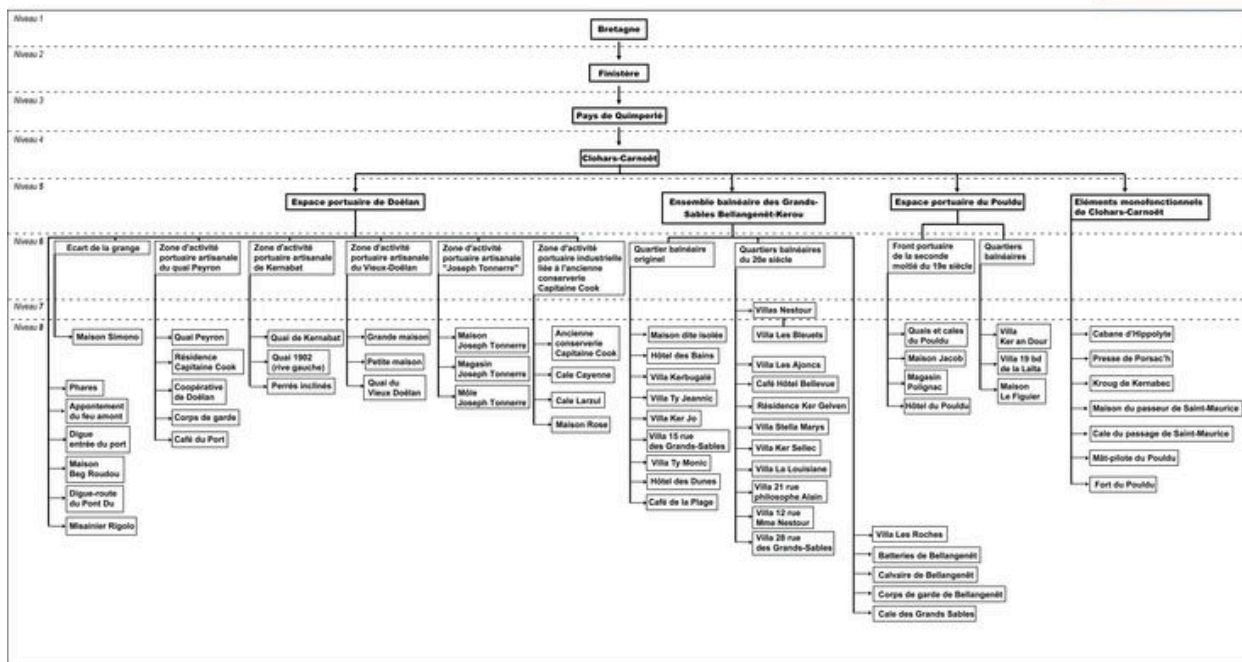 Niveau 1
Bretagne
Niveau 2
Finistère
Niveau 3
Pays de Quimperlé
Niveau 4
Clohars-Carnoët
Niveau 5
Espace portuaire de Doëlan
Ensemble balnéaire des Grands-
Sables Bellangenêt-Kerou
Espace portuaire du Pouldu
Eléments monofonctionnels
de Clohars-Carnoët
Niveau 6
Ecart de la grange
Zone d'activité
portuaire artisanale
du quai Peyron
Zone d'activité
portuaire artisanale
de Kernabat
Zone d'activité
portuaire artisanale
du Vieux-Doëlan
Zone d'activité
portuaire artisanale
"Joseph Tonnerre"
Zone d'activité
portuaire industrielle
liée à l'ancienne
conserverie
Capitaine Cook
Quartier balnéaire
originel
Quartiers balnéaires
du 20e siècle
Front portuaire
de la seconde
moitié du 19e siècle
Quartiers
balnéaires
Niveau 7
Villas Nestour
Niveau 8
Maison Simono
Phares
Appontement
du feu amont
Digue
entrée du port
Maison
Beg Roudou
Digue-route
du Pont Du
Misainier Rigolo
Quai Peyron
Résidence
Capitaine Cook
Coopérative
de Doëlan
Corps de garde
Café du Port
Quai de Kernabat
Quai 1902
(rive gauche)
Perrés inclinés
Grande maison
Petite maison
Quai du
Vieux Doëlan
Maison
Joseph Tonnerre
Magasin
Joseph Tonnerre
Môle
Joseph Tonnerre
Ancienne
conserverie
Capitaine Cook
Cale Cayenne
Cale Larzul
Maison Rose
Maison dite isolée
Hôtel des Bains
Villa Kerbugalé
Villa Ty Jeannic
Villa Ker Jo
Villa 15 rue
des Grands-Sables
Villa Ty Monic
Hôtel des Dunes
Café de la Plage
Villa Les Bleuets
Villa Les Ajoncs
Café Hôtel Bellevue
Résidence Ker Gelven
Villa Stella Marys
Villa Ker Sellec
Villa La Louisiane
Villa 21 rue
philosophe Alain
Villa 12 rue
Mme Nestour
Villa 28 rue
des Grands-Sables
Villa Les Roches
Batteries de Bellangenêt
Calvaire de Bellangenêt
Corps de garde de Bellangenêt
Cale des Grands Sables
Quais et cales
du Pouldu
Maison Jacob
Magasin
Polignac
Hôtel du Pouldu
Villa
Ker an Dour
Villa 19 bd
de la Laïta
Maison
Le Figuier
Cabane d'Hippolyte
Presse de Porsac'h
Kroug de Kernabec
Maison du passeur de Saint-Maurice
Cale du passage de Saint-Maurice
Mât-pilote du Pouldu
Fort du Pouldu